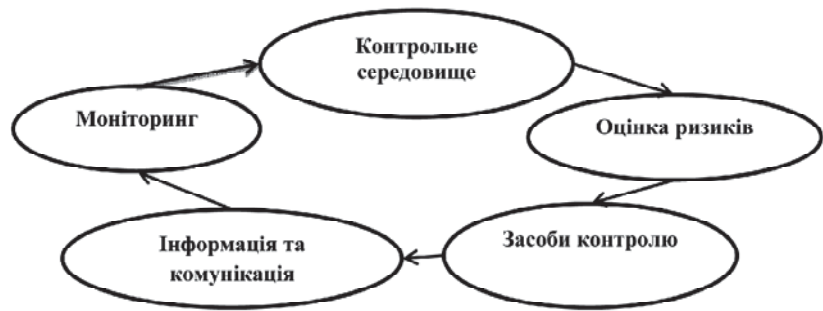 Контрольне
середовище
Оцінка ризиків
Засоби контролю
Інформація та
комунікація
Моніторинг